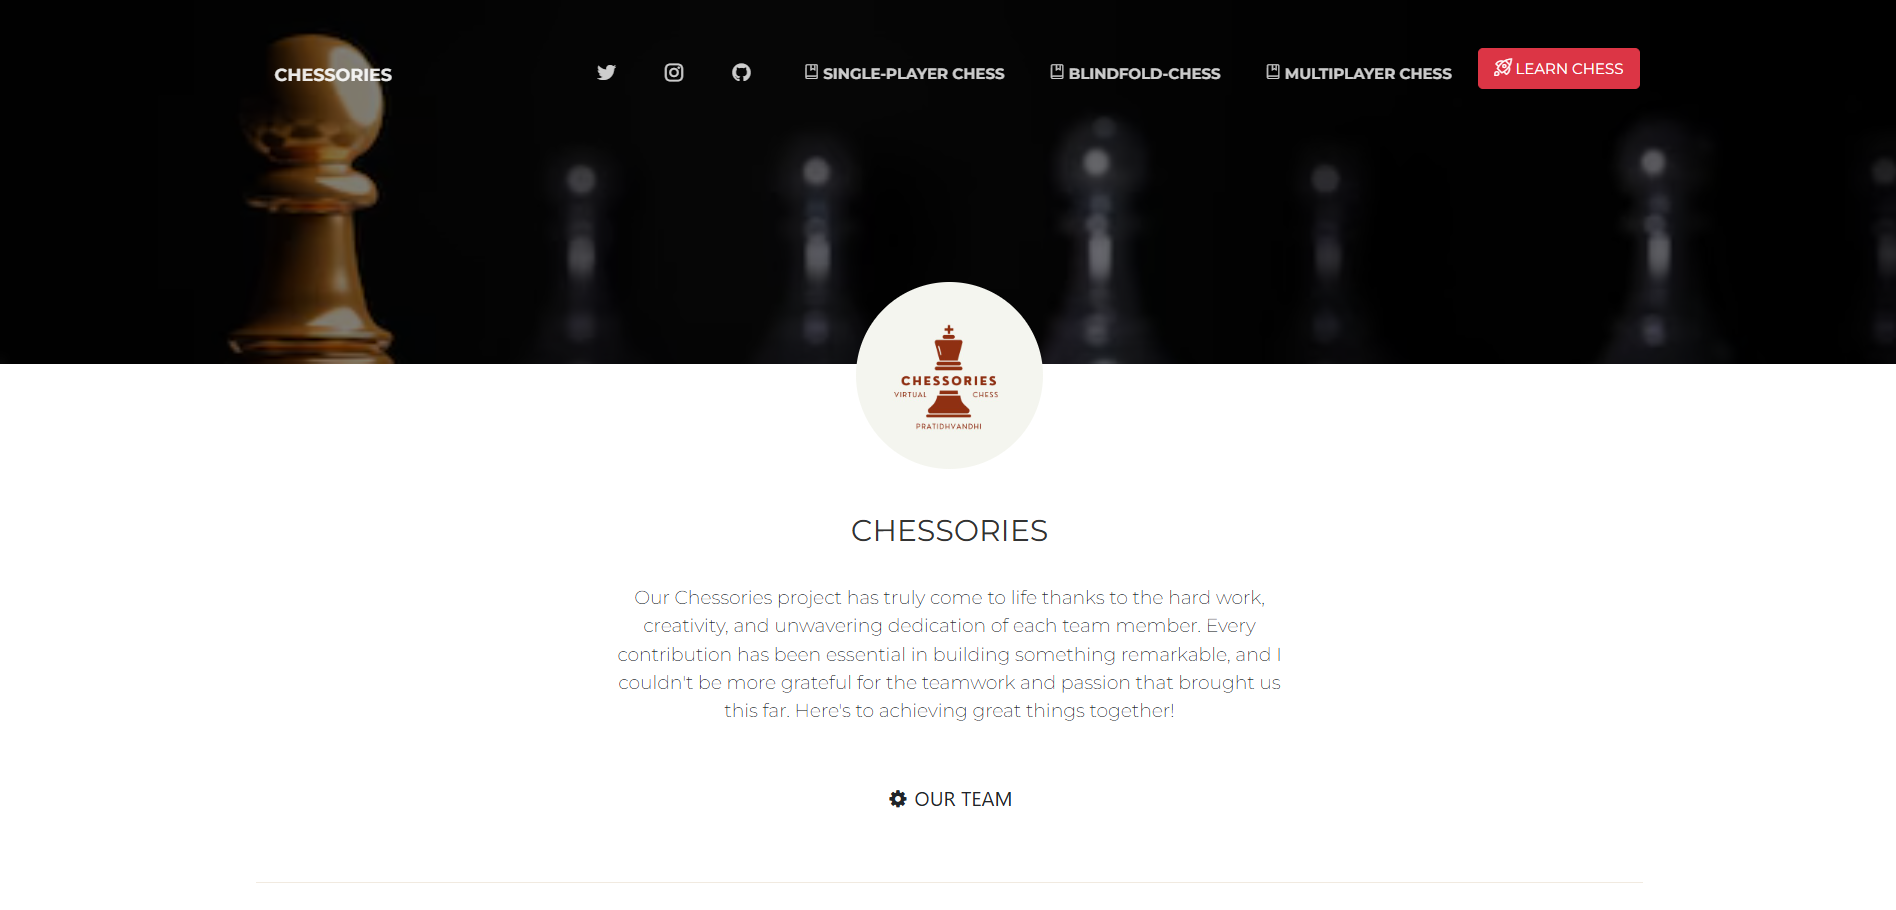 CHESSORIES
SINGLE-PLAYER CHESS
BLINDFOLD-CHESS
MULTIPLAYER CHESS
LEARN CHESS
CHESSORIES
VIRTUAL CHESS
PRATIDHVANDHI
CHESSORIES
Our Chessories project has truly come to life thanks to the hard work,
creativity, and unwavering dedication of each team member. Every
contribution has been essential in building something remarkable, and I
couldn't be more grateful for the teamwork and passion that brought us
this far. Here's to achieving great things together!
OUR TEAM